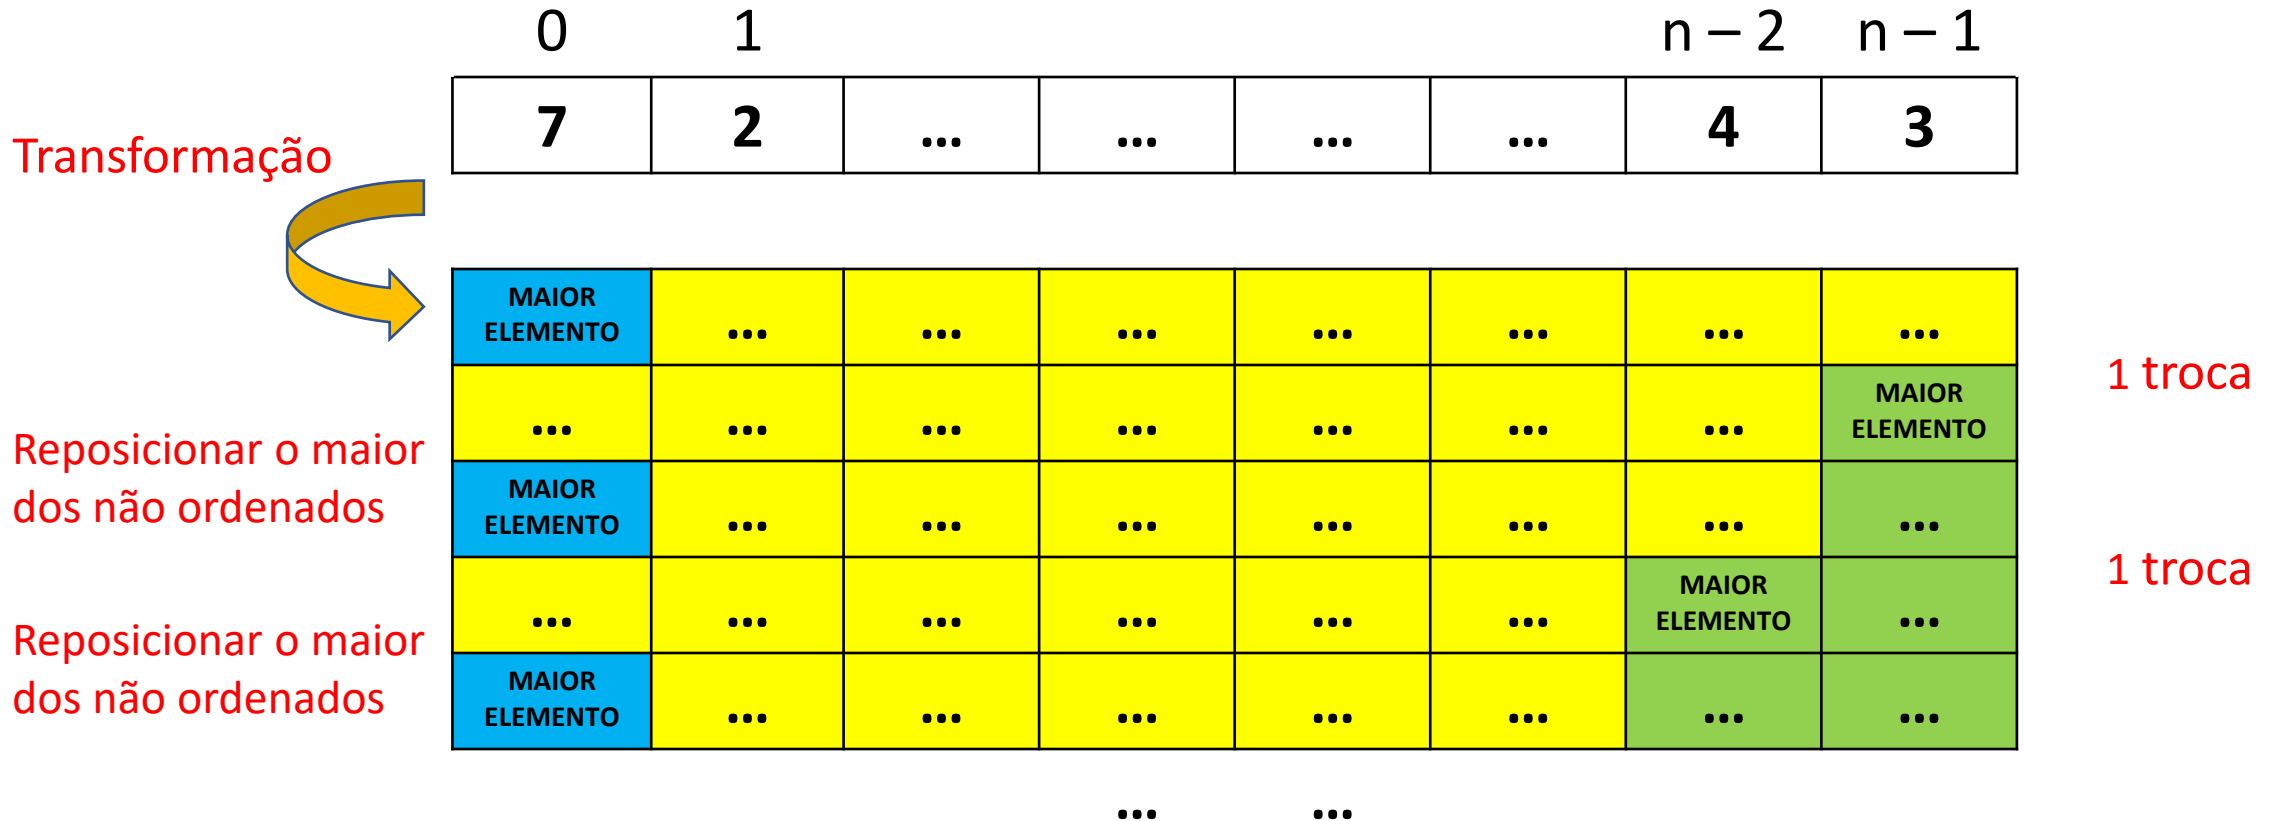 0 1 n – 2 n – 1
7 2 ... ... ... ... 4 3
Transformação
MAIOR
ELEMENTO ... ... ... ... ... ... ...
1 troca
... ... ... ... ... ... ... MAIOR
ELEMENTO
Reposicionar o maior
dos não ordenados
MAIOR
ELEMENTO ... ... ... ... ... ... ...
1 troca
... ... ... ... ... ... MAIOR
ELEMENTO ...
Reposicionar o maior
dos não ordenados
MAIOR
ELEMENTO ... ... ... ... ... ... ...
... ...